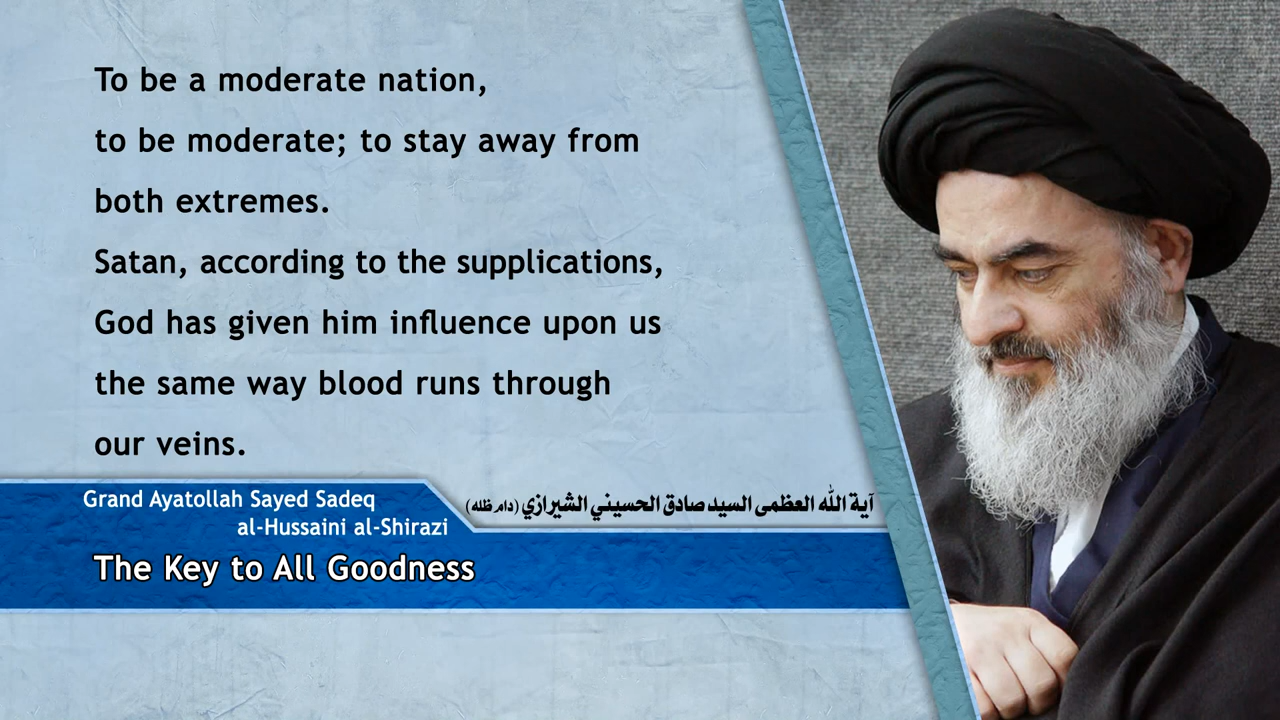 To be a moderate nation,
to be moderate; to stay away from
both extremes.
Satan, according to the supplications,
God has given him influence upon us
the same way blood runs through
our veins.
Grand Ayatollah Sayed Sadeq
al-Hussaini al-Shirazi
آية الله العظمى السيد صادق الحسيني الشيرازي (دام ظله)
The Key to All Goodness